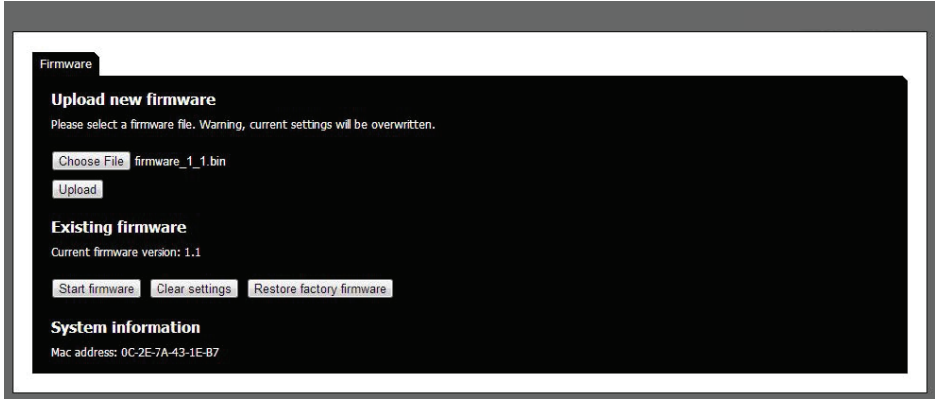 Firmware
Upload new firmware
Please select a firmware file. Warning, current settings will be overwritten.
Choose File firmware_1_1.bin
Upload
Existing firmware
Current firmware version: 1.1
Start firmware Clear settings Restore factory firmware
System information
Mac address: 0C-2E-7A-43-1E-B7